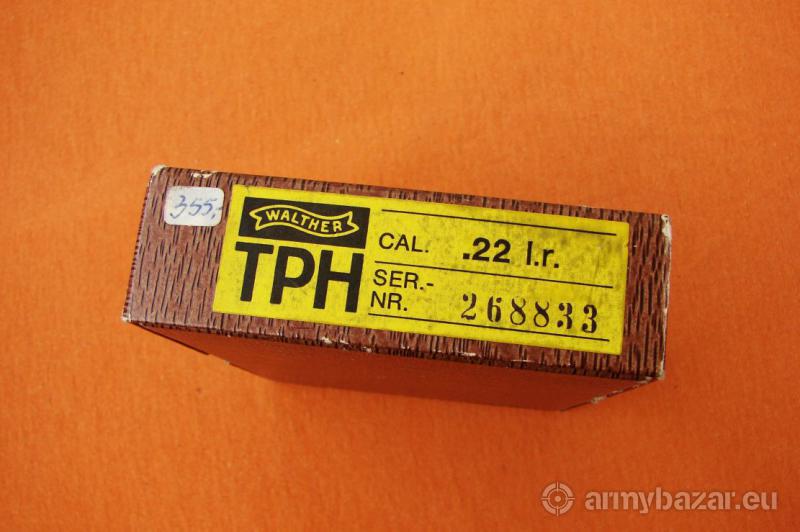 355,-
WALTHER
TPH
CAL. .22 l.r.
SER.-
NR. 268833
armybazar.eu